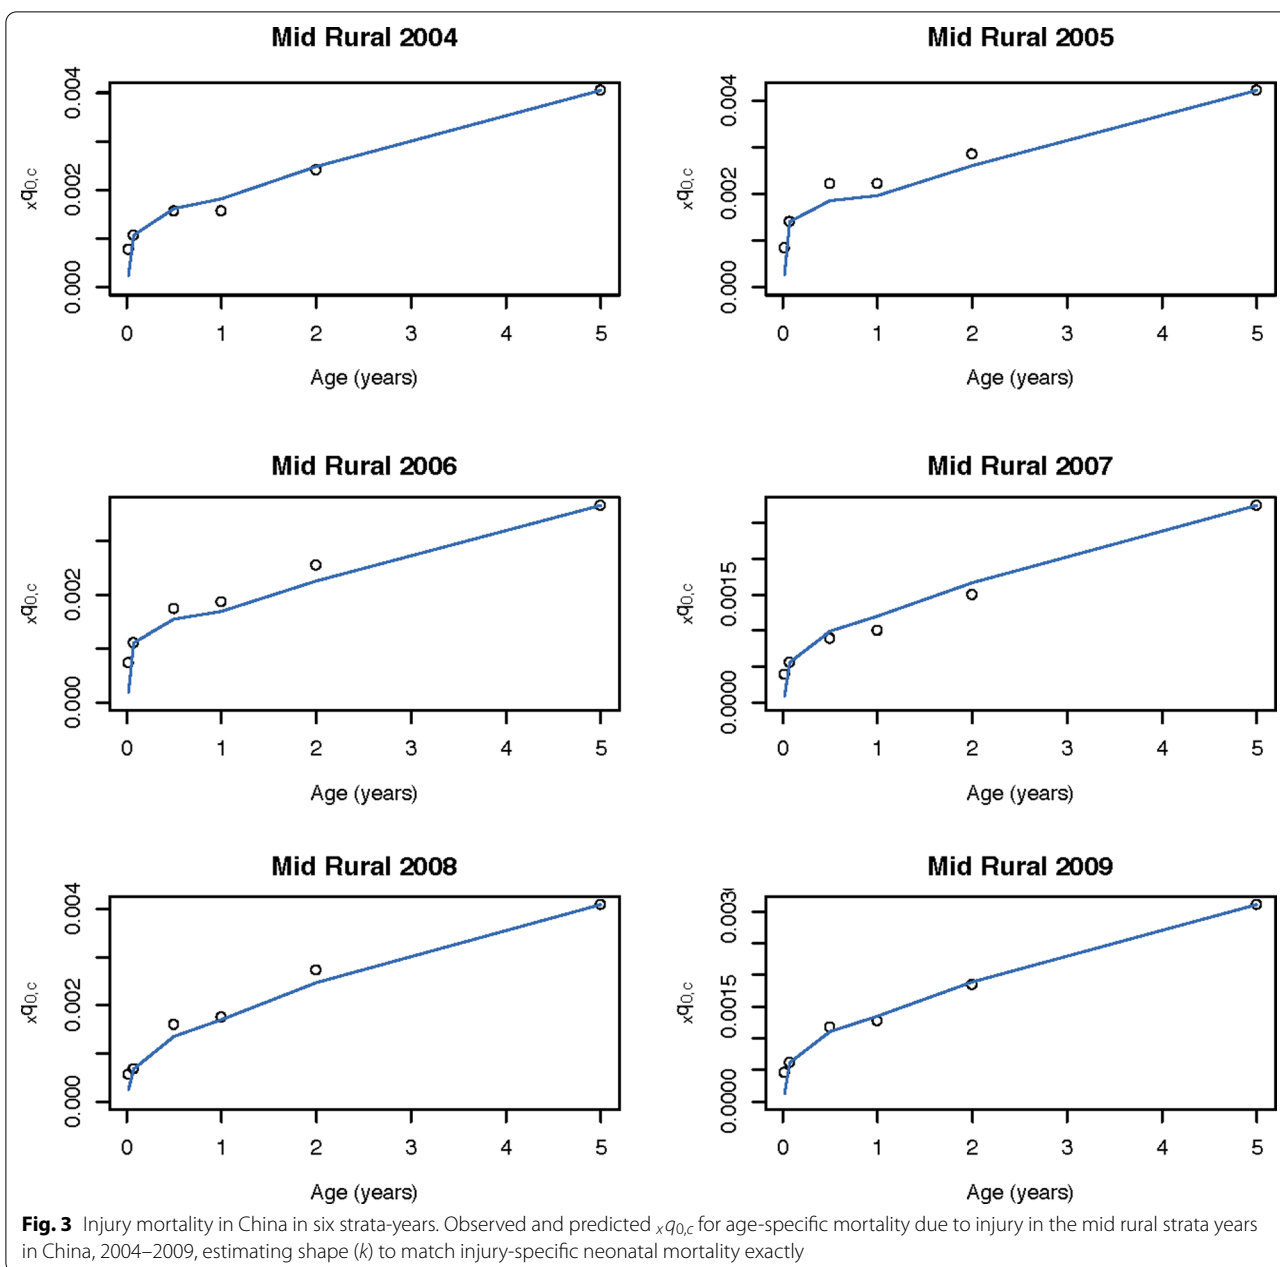 Mid Rural 2004
0.004
0.002
0.000
xq0,c
0 1 2 3 4 5
Age (years)
Mid Rural 2005
0.004
0.002
0.000
xq0,c
0 1 2 3 4 5
Age (years)
Mid Rural 2006
0.002
0.000
xq0,c
0 1 2 3 4 5
Age (years)
Mid Rural 2007
0.0015
0.0000
xq0,c
0 1 2 3 4 5
Age (years)
Mid Rural 2008
0.004
0.002
0.000
xq0,c
0 1 2 3 4 5
Age (years)
Mid Rural 2009
0.003
0.0015
0.0000
xq0,c
0 1 2 3 4 5
Age (years)
Fig. 3 Injury mortality in China in six strata-years. Observed and predicted xq0,c for age-specific mortality due to injury in the mid rural strata years
in China, 2004–2009, estimating shape (k) to match injury-specific neonatal mortality exactly